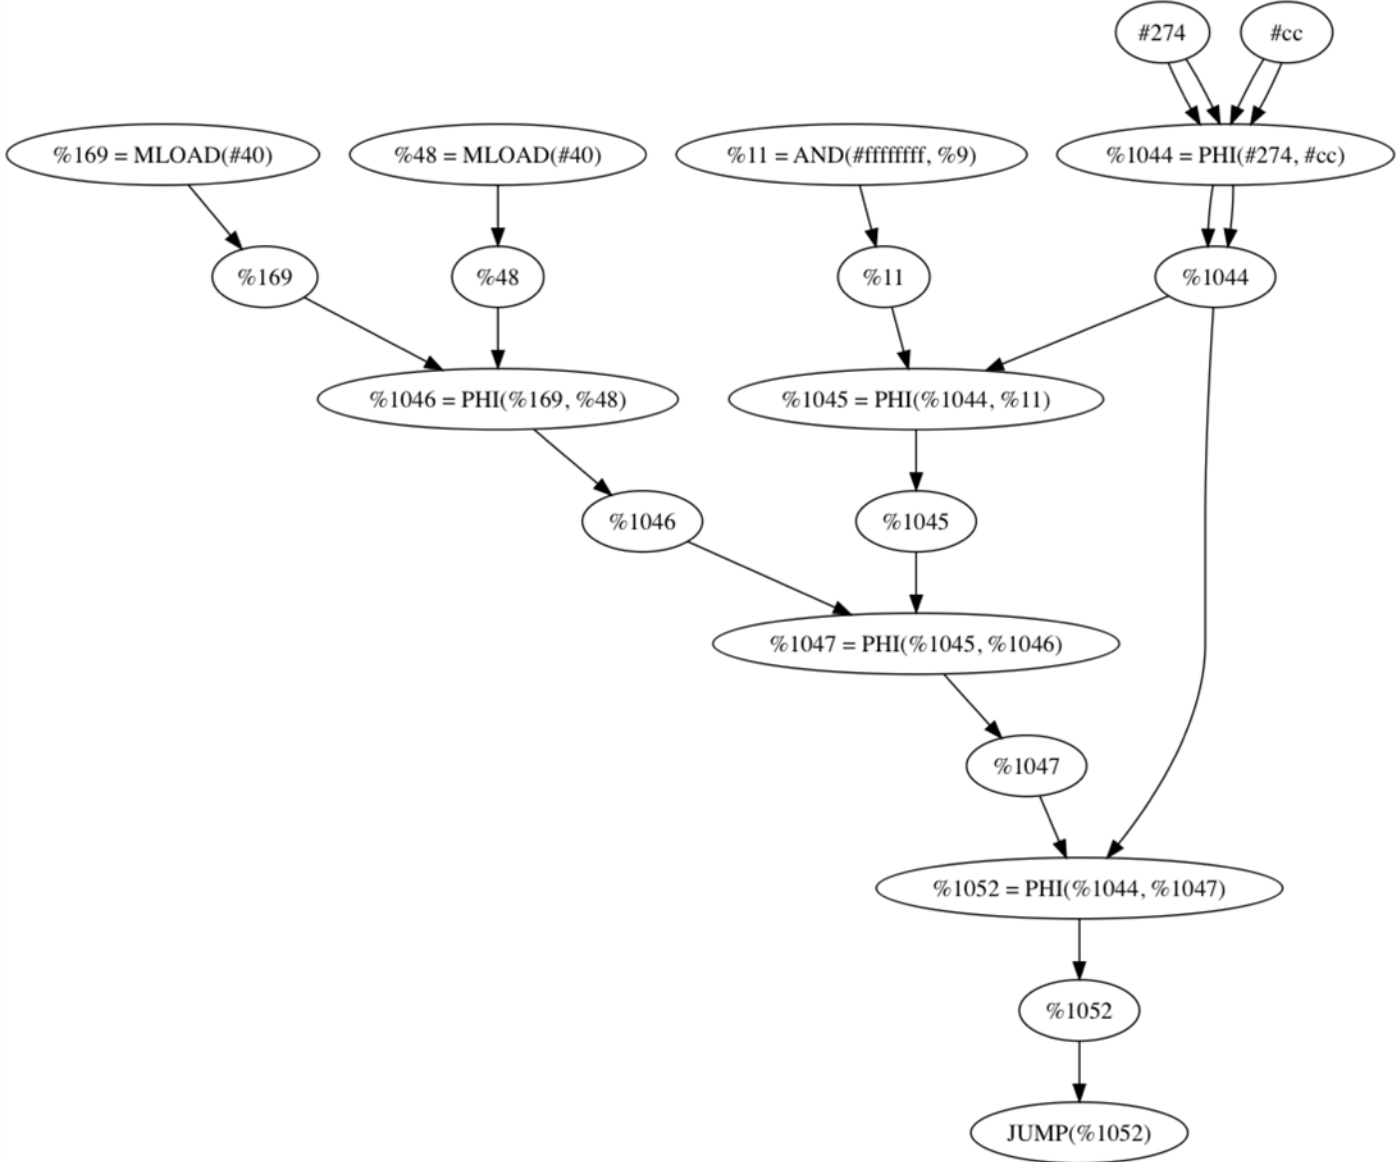 #274
#cc
%169 = MLOAD(#40)
%48 = MLOAD(#40)
%11 = AND(#ffffffff, %9)
%1044 = PHI(#274, #cc)
%169
%48
%11
%1044
%1046 = PHI(%169, %48)
%1045 = PHI(%1044, %11)
%1046
%1045
%1047 = PHI(%1045, %1046)
%1047
%1052 = PHI(%1044, %1047)
%1052
JUMP(%1052)